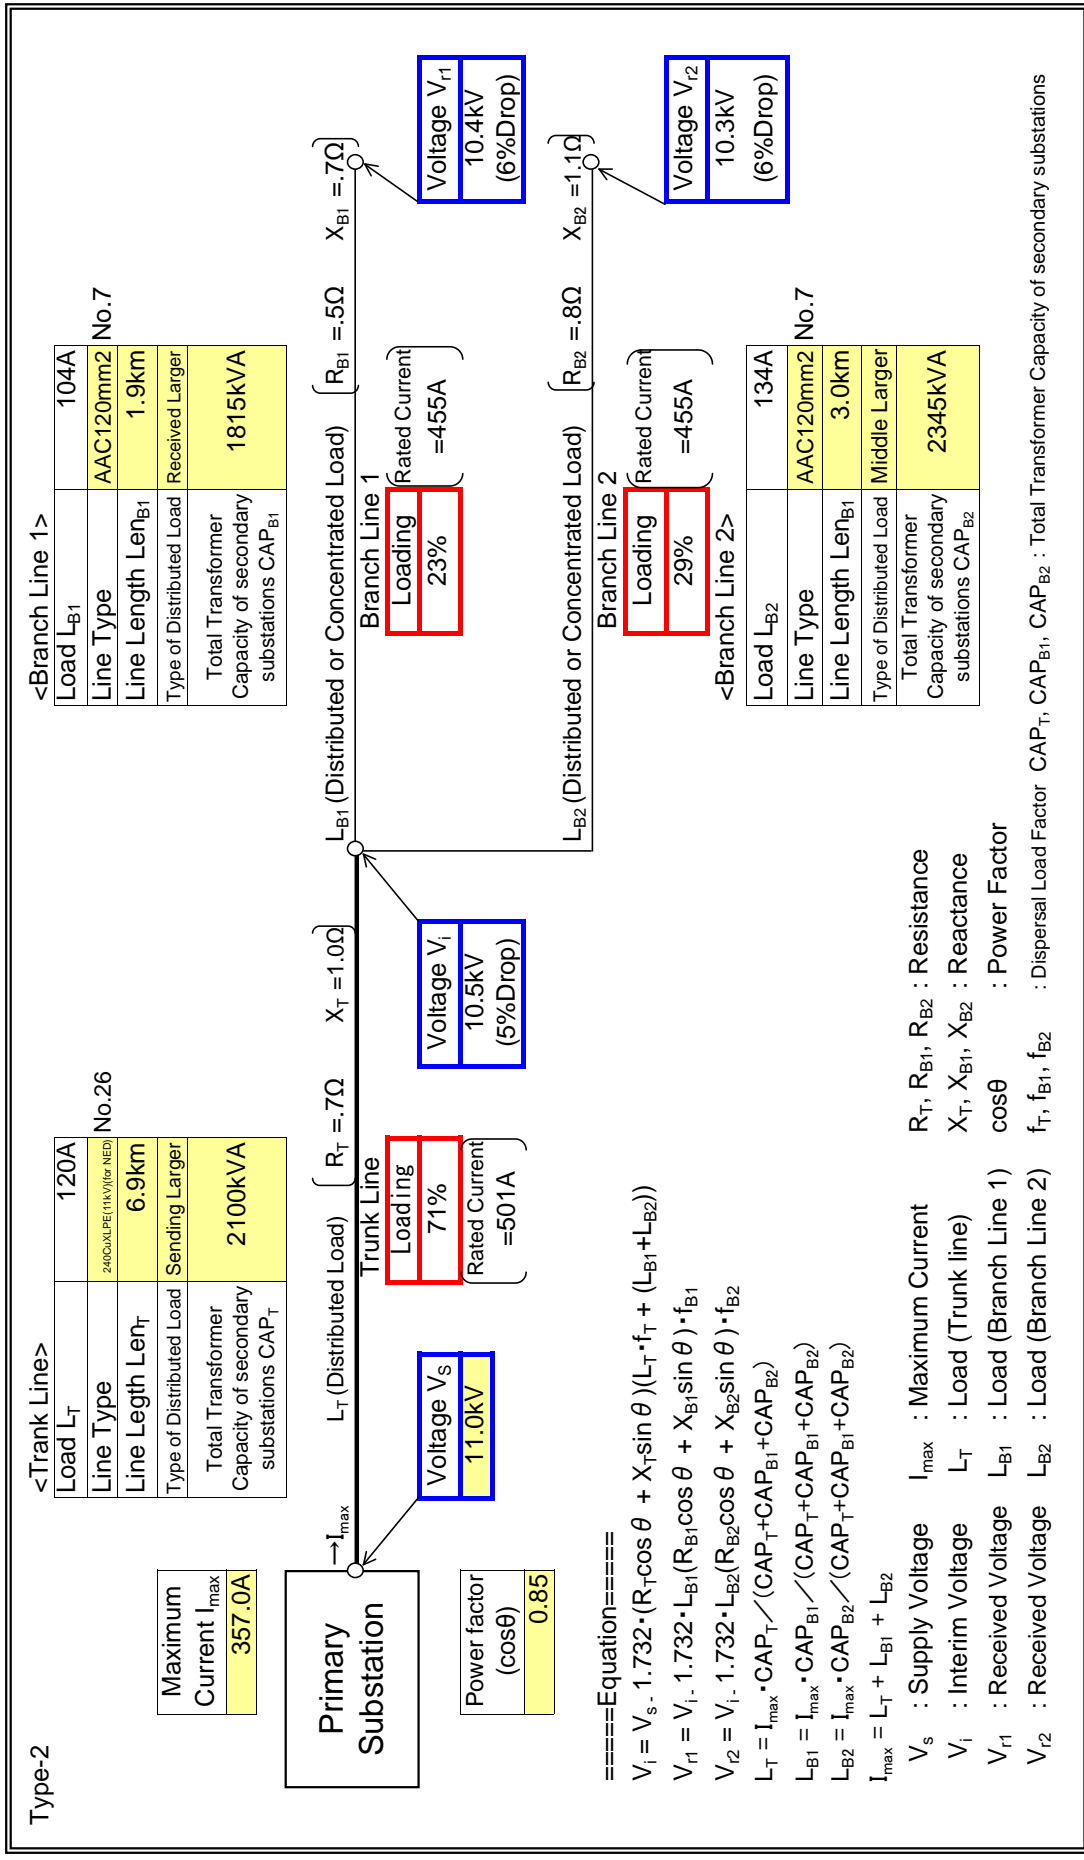 Type-2
Maximum
Current Imax
357.0A
<Trank Line>
Load LT 120A
Line Type 240CuXLPE(11kV)(for NED) No.26
Line Legth LenT 6.9km
Type of Distributed Load Sending Larger
Total Transformer
Capacity of secondary
substations CAPT
2100kVA
<Branch Line 1>
Load LB1 104A
Line Type AAC120mm2 No.7
Line Length LenB1 1.9km
Type of Distributed Load Received Larger
Total Transformer
Capacity of secondary
substations CAPB1
1815kVA
Primary
Substation
→Imax
LT (Distributed Load)
RT =.7Ω XT =1.0Ω
Trunk Line
Loading
71%
Rated Current
=501A
LB1 (Distributed or Concentrated Load)
RB1 =.5Ω XB1 =.7Ω
Branch Line 1
Loading
23%
Rated Current
=455A
Voltage VS
11.0kV
Voltage Vi
10.5kV
(5%Drop)
Voltage Vr1
10.4kV
(6%Drop)
Power factor
(cosθ)
0.85
LB2 (Distributed or Concentrated Load)
RB2 =.8Ω XB2 =1.1Ω
Branch Line 2
Loading
29%
Rated Current
=455A
Voltage Vr2
10.3kV
(6%Drop)
<Branch Line 2>
Load LB2 134A
Line Type AAC120mm2 No.7
Line Length LenB1 3.0km
Type of Distributed Load Middle Larger
Total Transformer
Capacity of secondary
substations CAPB2
2345kVA
=====Equation=====
Vi = Vs - 1.732・(RTcos θ + XTsin θ)(LT・fT + (LB1+LB2))
Vr1 = Vi - 1.732・LB1(RB1cos θ + XB1sin θ)・fB1
Vr2 = Vi - 1.732・LB2(RB2cos θ + XB2sin θ)・fB2
LT = Imax・CAPT／(CAPT+CAPB1+CAPB2)
LB1 = Imax・CAPB1／(CAPT+CAPB1+CAPB2)
LB2 = Imax・CAPB2／(CAPT+CAPB1+CAPB2)
Imax = LT + LB1 + LB2
Vs : Supply Voltage Imax : Maximum Current RT, RB1, RB2 : Resistance
Vi : Interim Voltage LT : Load (Trunk line) XT, XB1, XB2 : Reactance
Vr1 : Received Voltage LB1 : Load (Branch Line 1) cosθ : Power Factor
Vr2 : Received Voltage LB2 : Load (Branch Line 2) fT, fB1, fB2 : Dispersal Load Factor CAPT, CAPB1, CAPB2 : Total Transformer Capacity of secondary substations